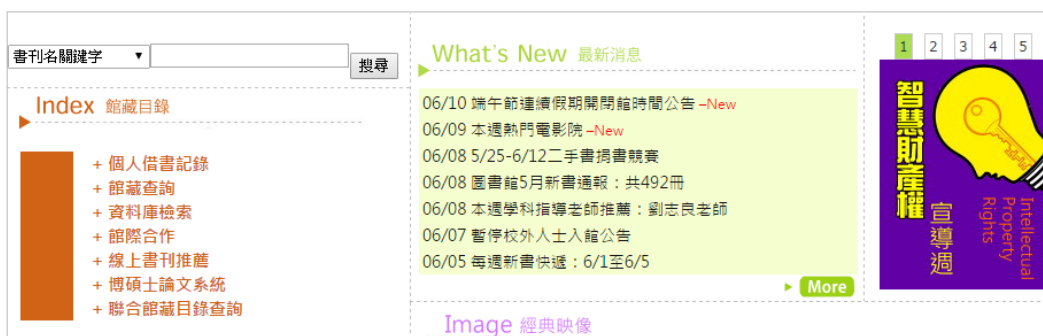 書刊名關鍵字
搜尋
Index 館藏目錄
+ 個人借書記錄
+ 館藏查詢
+ 資料庫檢索
+ 館際合作
+ 線上書刊推薦
+ 博碩士論文系統
+ 聯合館藏目錄查詢
What's New 最新消息
06/10 端午節連續假期開閉館時間公告 –New
06/09 本週熱門電影院 –New
06/08 5/25-6/12二手書捐書競賽
06/08 圖書館5月新書通報：共492冊
06/08 本週學科指導老師推薦：劉志良老師
06/07 暫停校外人士入館公告
06/05 每週新書快遞：6/1至6/5
More
Image 經典映像
1 2 3 4 5
智慧財產權
宣導週
Intellectual
Property
Rights